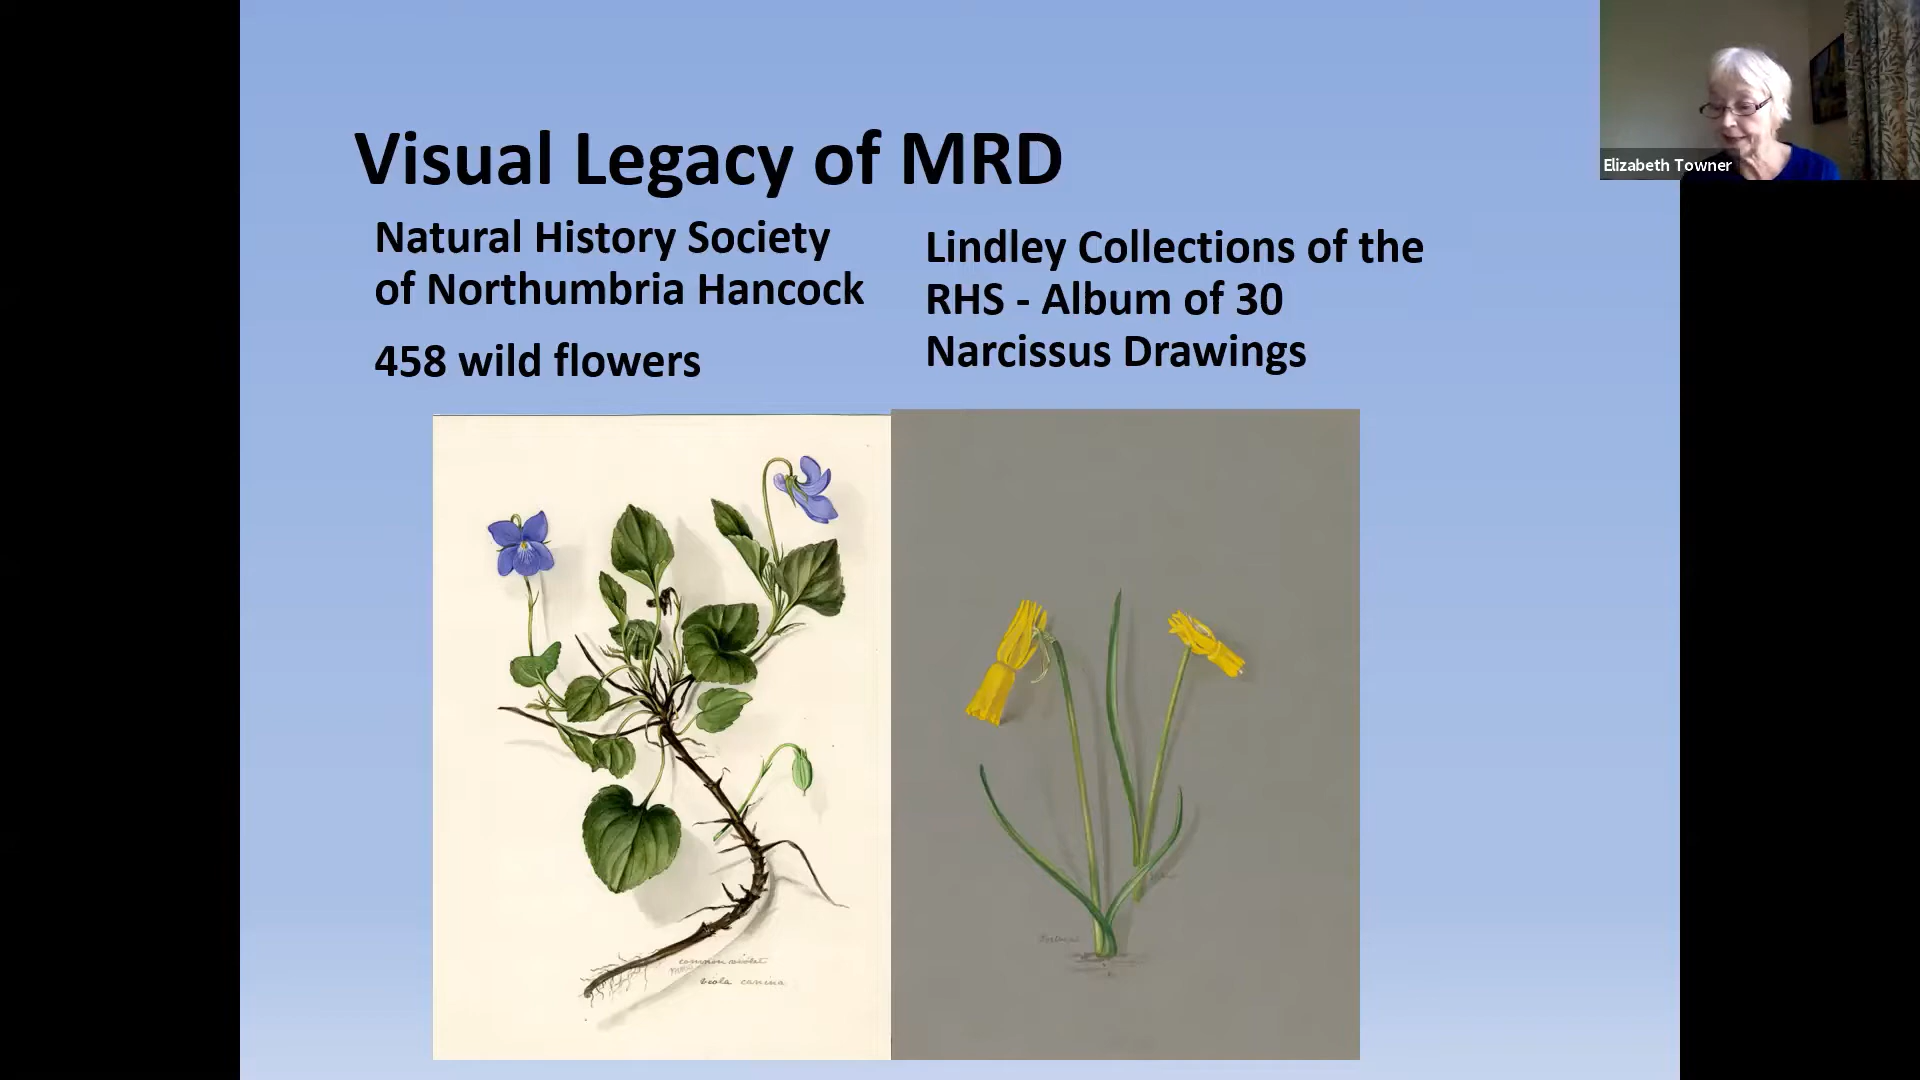 Visual Legacy of MRD
Natural History Society
of Northumbria Hancock
458 wild flowers
Lindley Collections of the
RHS - Album of 30
Narcissus Drawings
Elizabeth Towner
common violet
viola canina